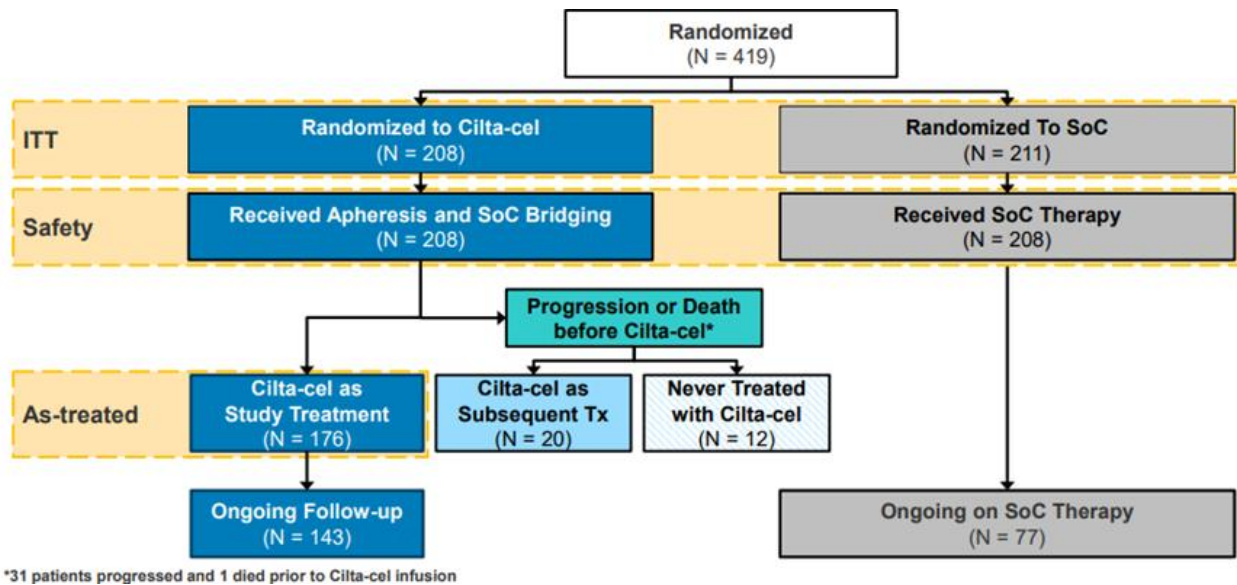 Randomized
(N = 419)
ITT
Randomized to Cilta-cel
(N = 208)
Randomized To SoC
(N = 211)
Safety
Received Apheresis and SoC Bridging
(N = 208)
Received SoC Therapy
(N = 208)
Progression or Death
before Cilta-cel*
As-treated
Cilta-cel as
Study Treatment
(N = 176)
Cilta-cel as
Subsequent Tx
(N = 20)
Never Treated
with Cilta-cel
(N = 12)
Ongoing Follow-up
(N = 143)
Ongoing on SoC Therapy
(N = 77)
*31 patients progressed and 1 died prior to Cilta-cel infusion